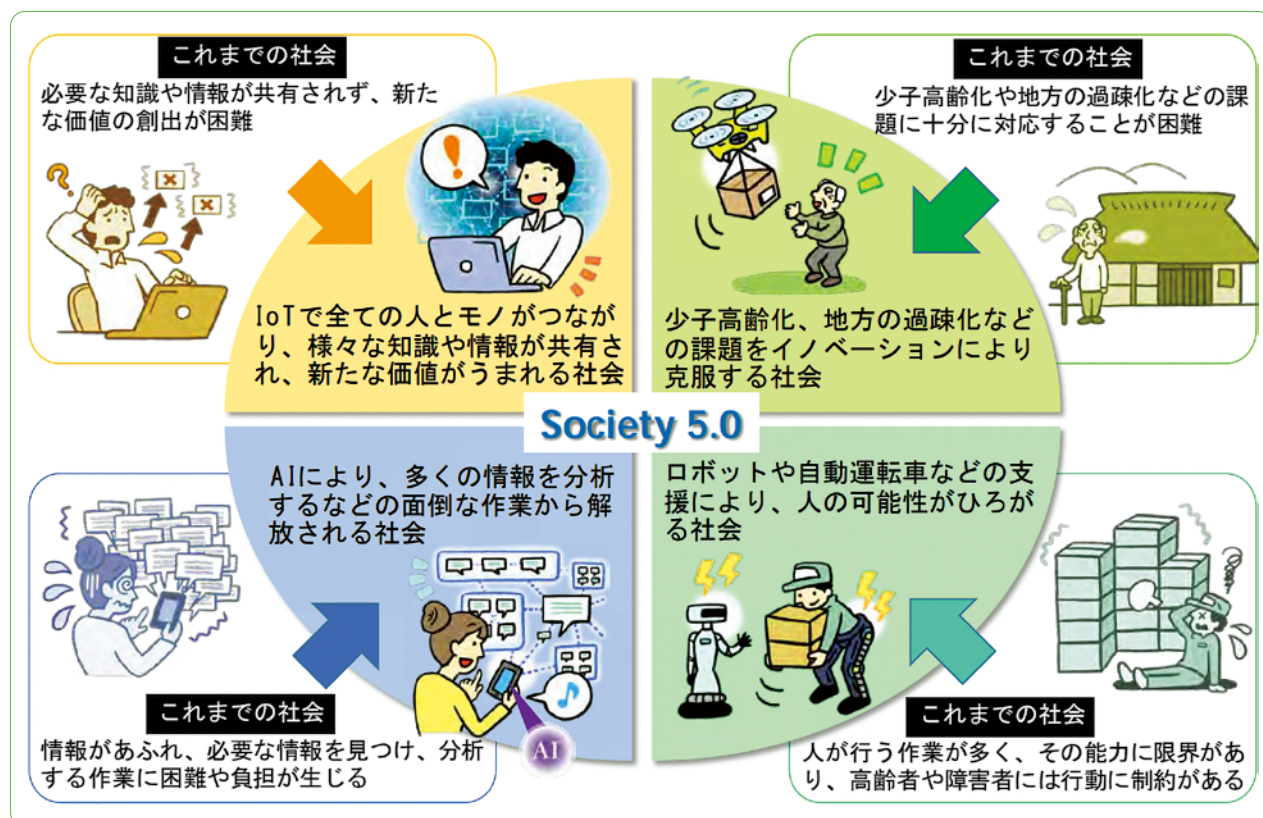 これまでの社会
必要な知識や情報が共有されず、新た
な価値の創出が困難
?
!
IoTで全ての人とモノがつなが
り、様々な知識や情報が共有さ
れ、新たな価値がうまれる社会
これまでの社会
少子高齢化や地方の過疎化などの課
題に十分に対応することが困難
少子高齢化、地方の過疎化など
の課題をイノベーションにより
克服する社会
Society 5.0
AIにより、多くの情報を分析
するなどの面倒な作業から解
放される社会
AI
これまでの社会
情報があふれ、必要な情報を見つけ、分析
する作業に困難や負担が生じる
ロボットや自動運転車などの支
援により、人の可能性がひろが
る社会
これまでの社会
人が行う作業が多く、その能力に限界があ
り、高齢者や障害者には行動に制約がある